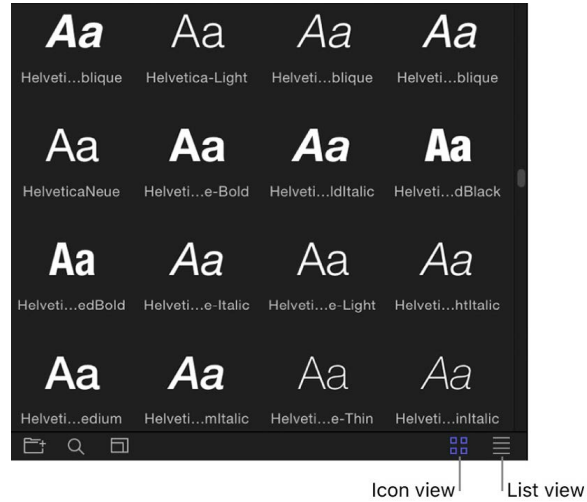 Aa Aa Aa Aa
Helveti...blique Helvetica-Light Helveti...blique Helveti...blique
Aa Aa Aa Aa
HelveticaNeue Helveti...e-Bold Helveti...ldItalic Helveti...dBlack
Aa Aa Aa Aa
Helveti...edBold Helveti...e-Italic Helveti...e-Light Helveti...htItalic
Aa Aa Aa Aa
Helveti...edium Helveti...mItalic Helveti...e-Thin Helveti...inItalic
Icon view List view